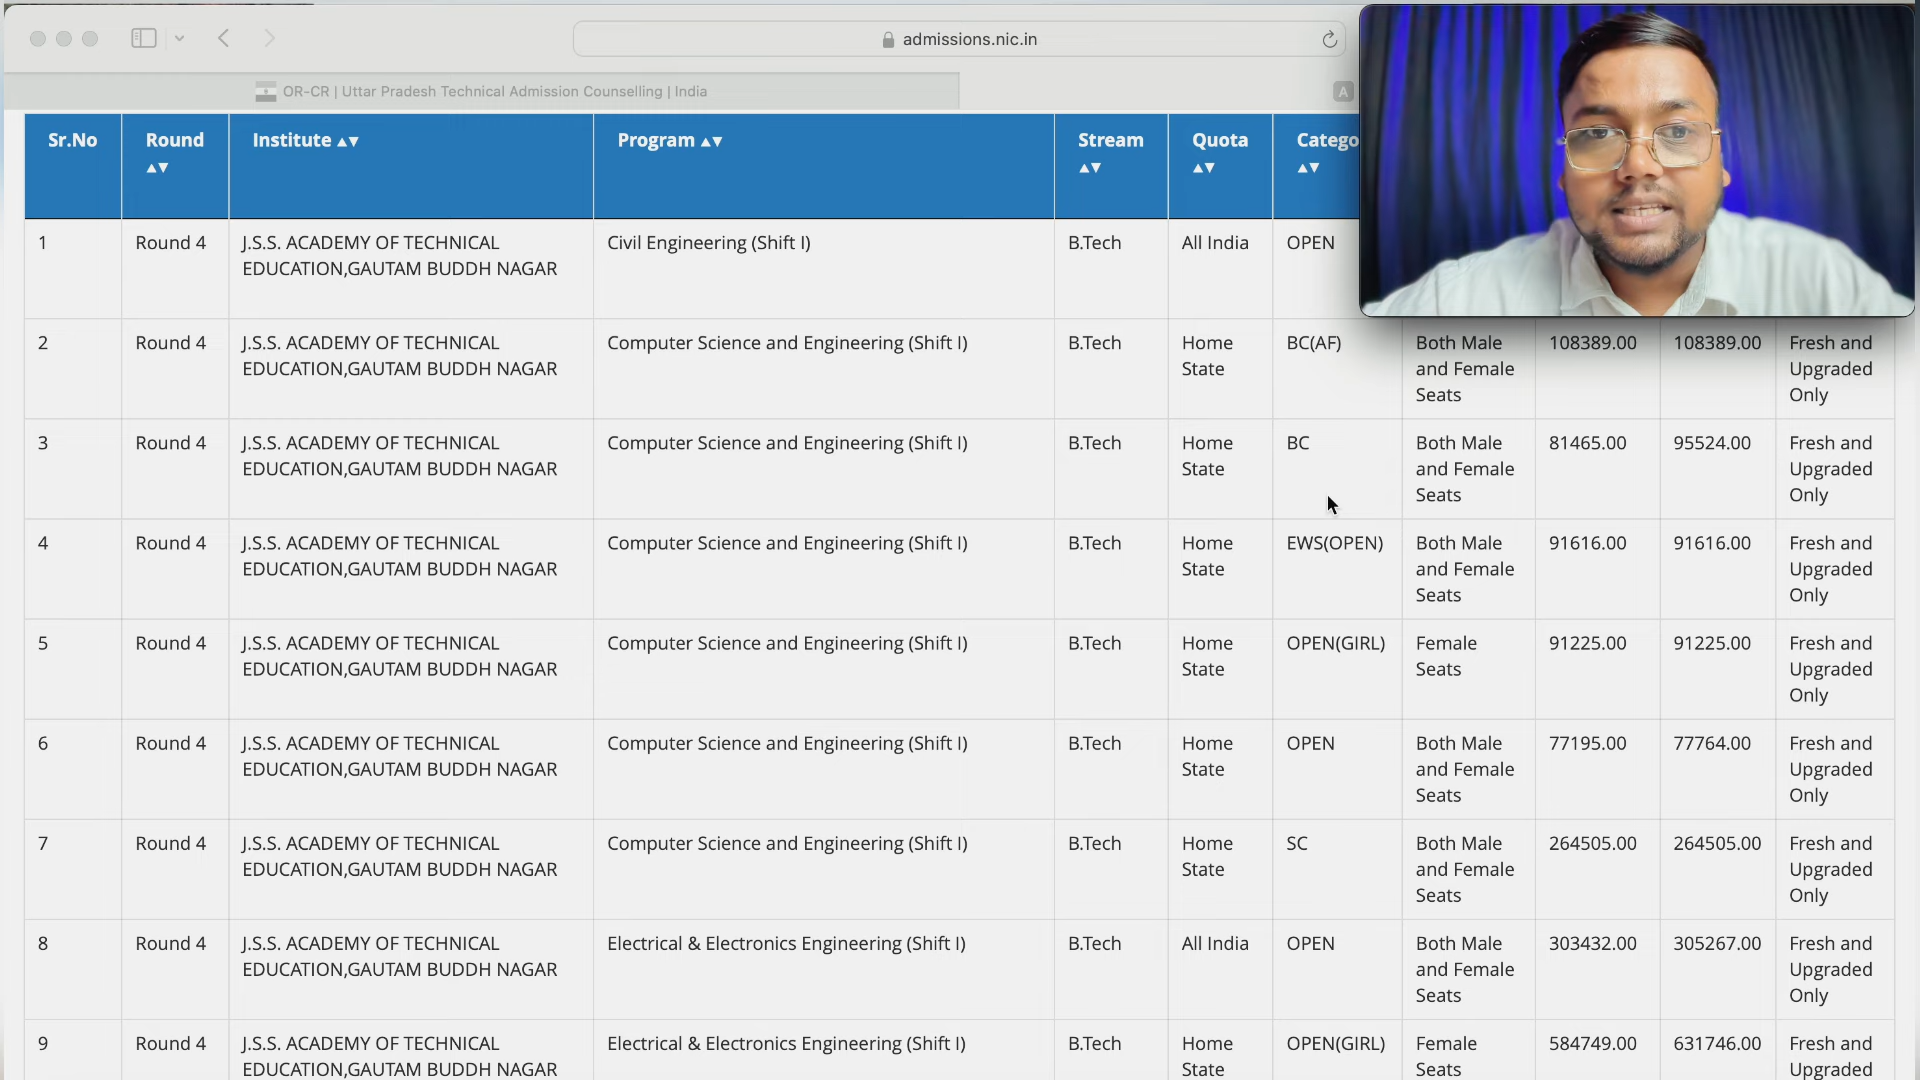 admissions.nic.in
OR-CR | Uttar Pradesh Technical Admission Counselling | India
A
Sr.No Round Institute ▲▼ Program ▲▼ Stream Quota Catego
▲▼ ▲▼ ▲▼ ▲▼
1 Round 4 J.S.S. ACADEMY OF TECHNICAL Civil Engineering (Shift I) B.Tech All India OPEN
EDUCATION,GAUTAM BUDDH NAGAR
2 Round 4 J.S.S. ACADEMY OF TECHNICAL Computer Science and Engineering (Shift I) B.Tech Home BC(AF) Both Male 108389.00 108389.00 Fresh and
EDUCATION,GAUTAM BUDDH NAGAR State and Female Upgraded
Seats Only
3 Round 4 J.S.S. ACADEMY OF TECHNICAL Computer Science and Engineering (Shift I) B.Tech Home BC Both Male 81465.00 95524.00 Fresh and
EDUCATION,GAUTAM BUDDH NAGAR State and Female Upgraded
Seats Only
4 Round 4 J.S.S. ACADEMY OF TECHNICAL Computer Science and Engineering (Shift I) B.Tech Home EWS(OPEN) Both Male 91616.00 91616.00 Fresh and
EDUCATION,GAUTAM BUDDH NAGAR State and Female Upgraded
Seats Only
5 Round 4 J.S.S. ACADEMY OF TECHNICAL Computer Science and Engineering (Shift I) B.Tech Home OPEN(GIRL) Female 91225.00 91225.00 Fresh and
EDUCATION,GAUTAM BUDDH NAGAR State Seats Upgraded
Only
6 Round 4 J.S.S. ACADEMY OF TECHNICAL Computer Science and Engineering (Shift I) B.Tech Home OPEN Both Male 77195.00 77764.00 Fresh and
EDUCATION,GAUTAM BUDDH NAGAR State and Female Upgraded
Seats Only
7 Round 4 J.S.S. ACADEMY OF TECHNICAL Computer Science and Engineering (Shift I) B.Tech Home SC Both Male 264505.00 264505.00 Fresh and
EDUCATION,GAUTAM BUDDH NAGAR State and Female Upgraded
Seats Only
8 Round 4 J.S.S. ACADEMY OF TECHNICAL Electrical & Electronics Engineering (Shift I) B.Tech All India OPEN Both Male 303432.00 305267.00 Fresh and
EDUCATION,GAUTAM BUDDH NAGAR and Female Upgraded
Seats Only
9 Round 4 J.S.S. ACADEMY OF TECHNICAL Electrical & Electronics Engineering (Shift I) B.Tech Home OPEN(GIRL) Female 584749.00 631746.00 Fresh and
EDUCATION,GAUTAM BUDDH NAGAR State Seats Upgraded